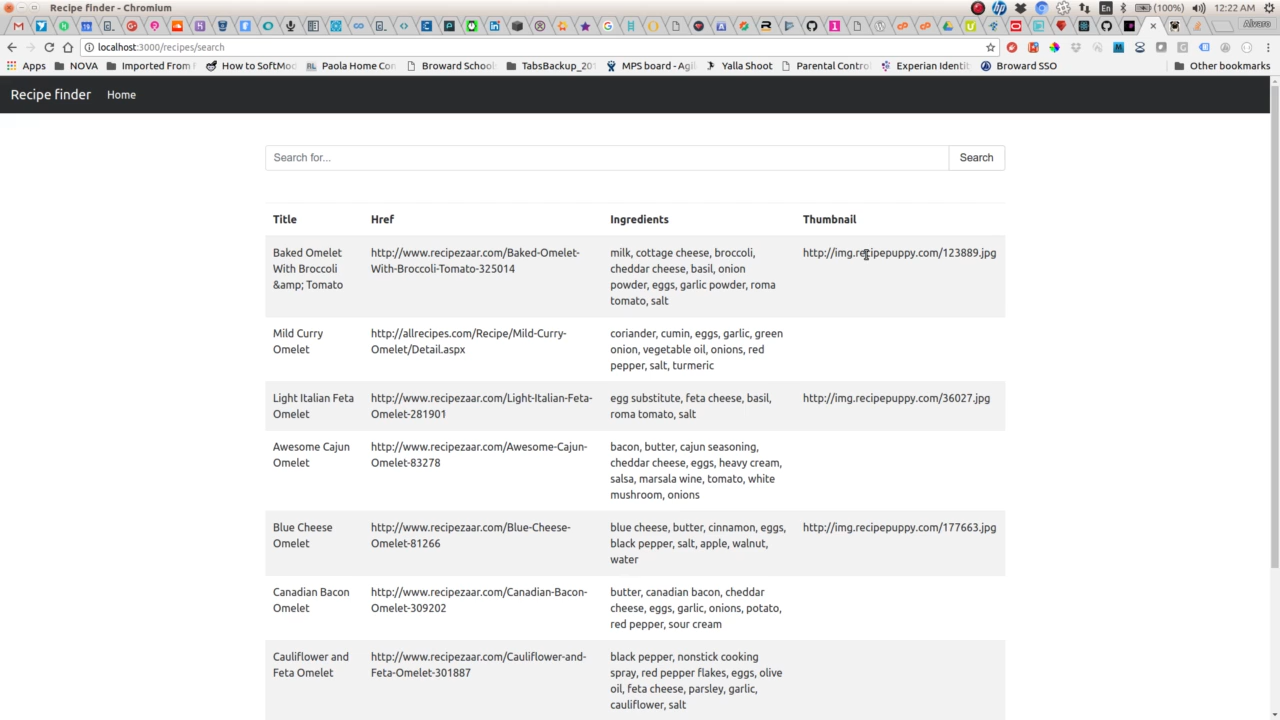 Recipe finder - Chromium
En
(100%)
12:22 AM
Alvaro
localhost:3000/recipes/search
Apps
NOVA
Imported From F
How to SoftMod
Paola Home Con
Broward Schools
TabsBackup_201
MPS board - Agil
Yalla Shoot
Parental Control
Experian Identit
Broward SSO
Other bookmarks
Recipe finder
Home
Search for...
Search
Title
Href
Ingredients
Thumbnail
Baked Omelet
With Broccoli
&amp; Tomato
http://www.recipezaar.com/Baked-Omelet-
With-Broccoli-Tomato-325014
milk, cottage cheese, broccoli,
cheddar cheese, basil, onion
powder, eggs, garlic powder, roma
tomato, salt
http://img.recipepuppy.com/123889.jpg
Mild Curry
Omelet
http://allrecipes.com/Recipe/Mild-Curry-
Omelet/Detail.aspx
coriander, cumin, eggs, garlic, green
onion, vegetable oil, onions, red
pepper, salt, turmeric
Light Italian Feta
Omelet
http://www.recipezaar.com/Light-Italian-Feta-
Omelet-281901
egg substitute, feta cheese, basil,
roma tomato, salt
http://img.recipepuppy.com/36027.jpg
Awesome Cajun
Omelet
http://www.recipezaar.com/Awesome-Cajun-
Omelet-83278
bacon, butter, cajun seasoning,
cheddar cheese, eggs, heavy cream,
salsa, marsala wine, tomato, white
mushroom, onions
Blue Cheese
Omelet
http://www.recipezaar.com/Blue-Cheese-
Omelet-81266
blue cheese, butter, cinnamon, eggs,
black pepper, salt, apple, walnut,
water
http://img.recipepuppy.com/177663.jpg
Canadian Bacon
Omelet
http://www.recipezaar.com/Canadian-Bacon-
Omelet-309202
butter, canadian bacon, cheddar
cheese, eggs, garlic, onions, potato,
red pepper, sour cream
Cauliflower and
Feta Omelet
http://www.recipezaar.com/Cauliflower-and-
Feta-Omelet-301887
black pepper, nonstick cooking
spray, red pepper flakes, eggs, olive
oil, feta cheese, parsley, garlic,
cauliflower, salt